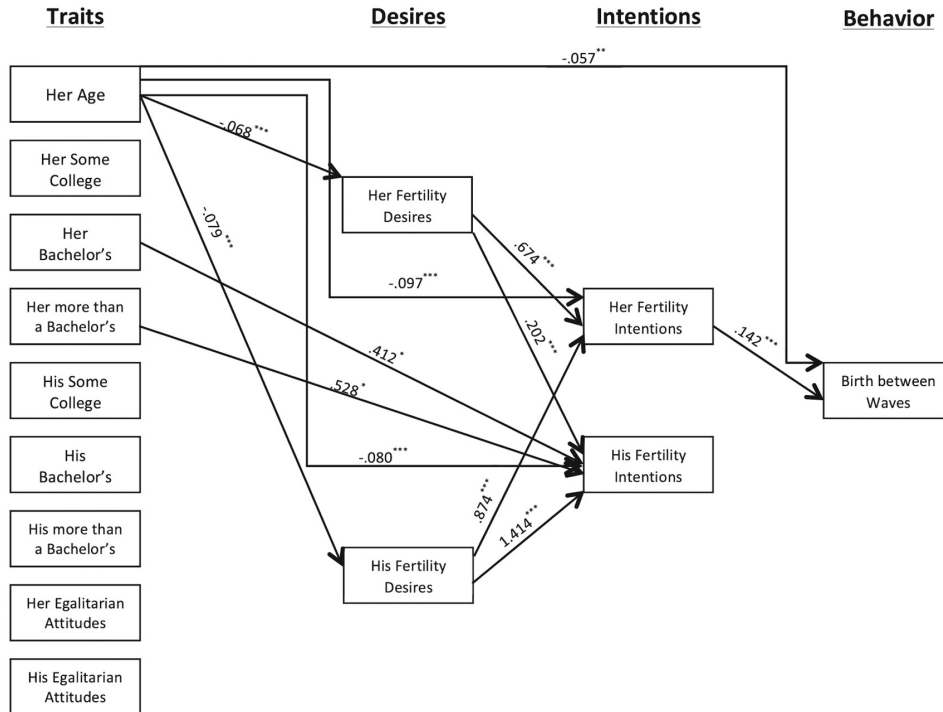 Traits
Desires
Intentions
Behavior
-.057**
Her Age
-.068***
Her Some
College
Her Fertility
Desires
Her
Bachelor's
-.079***
.674***
-.097***
Her more than
a Bachelor's
Her Fertility
Intentions
.202***
.142***
.412*
.528*
His Some
College
Birth between
Waves
His
Bachelor's
-.080***
His Fertility
Intentions
.874***
1.414***
His more than
a Bachelor's
His Fertility
Desires
Her Egalitarian
Attitudes
His Egalitarian
Attitudes